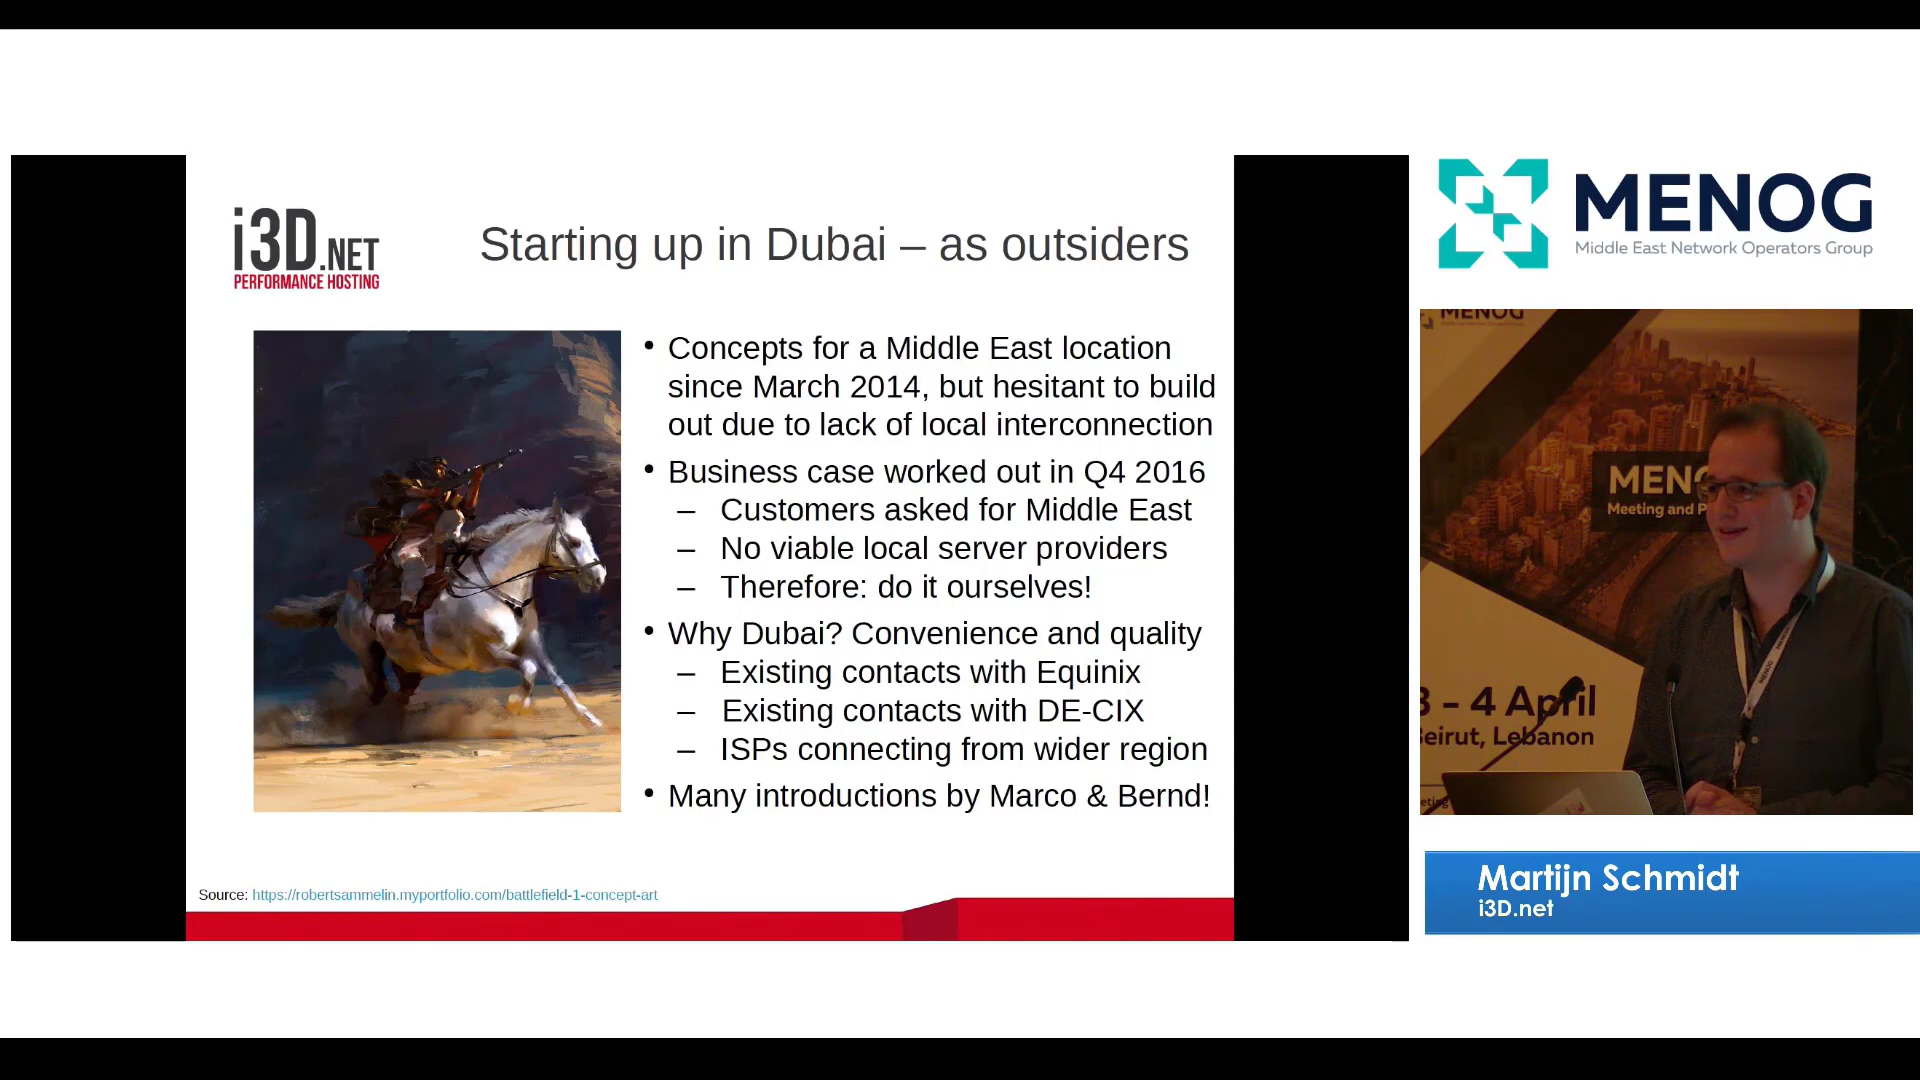 i3D.NET
PERFORMANCE HOSTING
Starting up in Dubai – as outsiders
• Concepts for a Middle East location
since March 2014, but hesitant to build
out due to lack of local interconnection
• Business case worked out in Q4 2016
– Customers asked for Middle East
– No viable local server providers
– Therefore: do it ourselves!
• Why Dubai? Convenience and quality
– Existing contacts with Equinix
– Existing contacts with DE-CIX
– ISPs connecting from wider region
• Many introductions by Marco & Bernd!
Source: https://robertsammelin.myportfolio.com/battlefield-1-concept-art
MENOG
Middle East Network Operators Group
MENOG
MENO
Meeting and P
3 – 4 April
Beirut, Lebanon
Martijn Schmidt
i3D.net